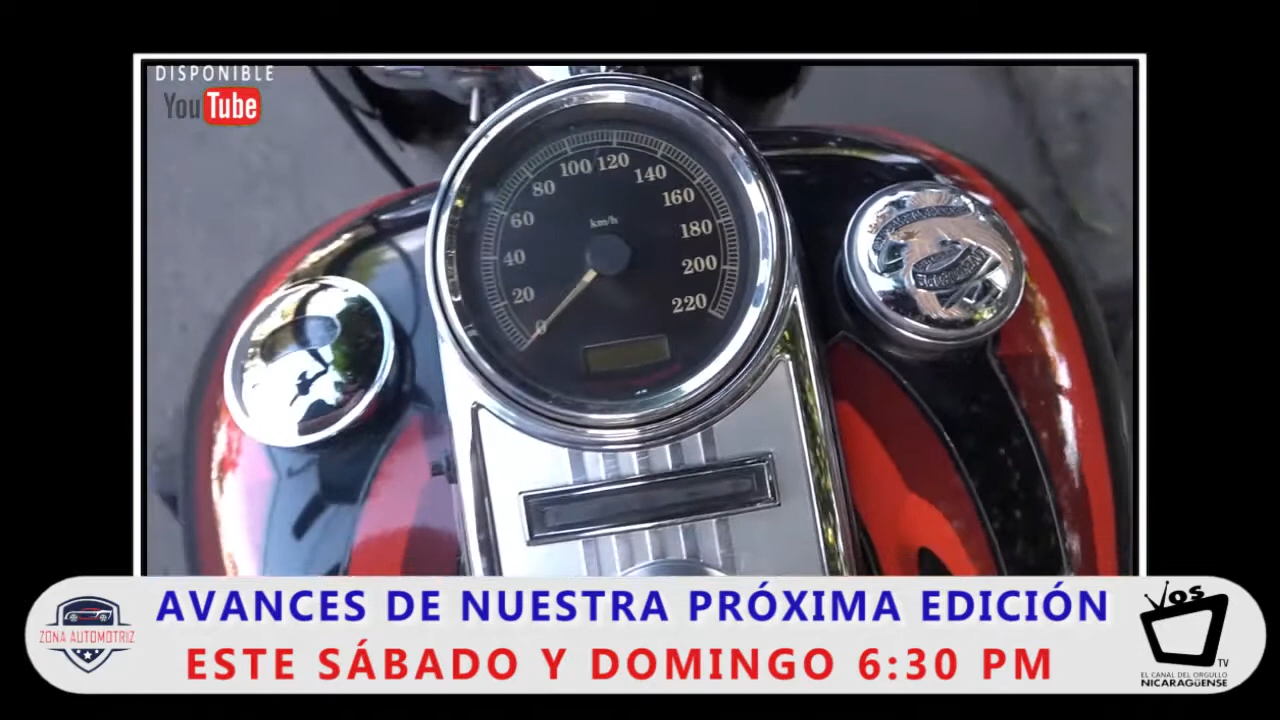 DISPONIBLE
YouTube
100 120
80 140
60 160
km/h
180
40 200
20 220
0
AVANCES DE NUESTRA PRÓXIMA EDICIÓN
ESTE SÁBADO Y DOMINGO 6:30 PM
ZONA AUTOMOTRIZ
VOS
TV
EL CANAL DEL ORGULLO
NICARAGÜENSE